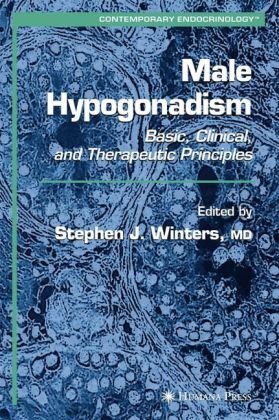 CONTEMPORARY ENDOCRINOLOGY™
Male
Hypogonadism
Basic, Clinical,
and Therapeutic Principles
Edited by
Stephen J. Winters, MD
HUMANA PRESS